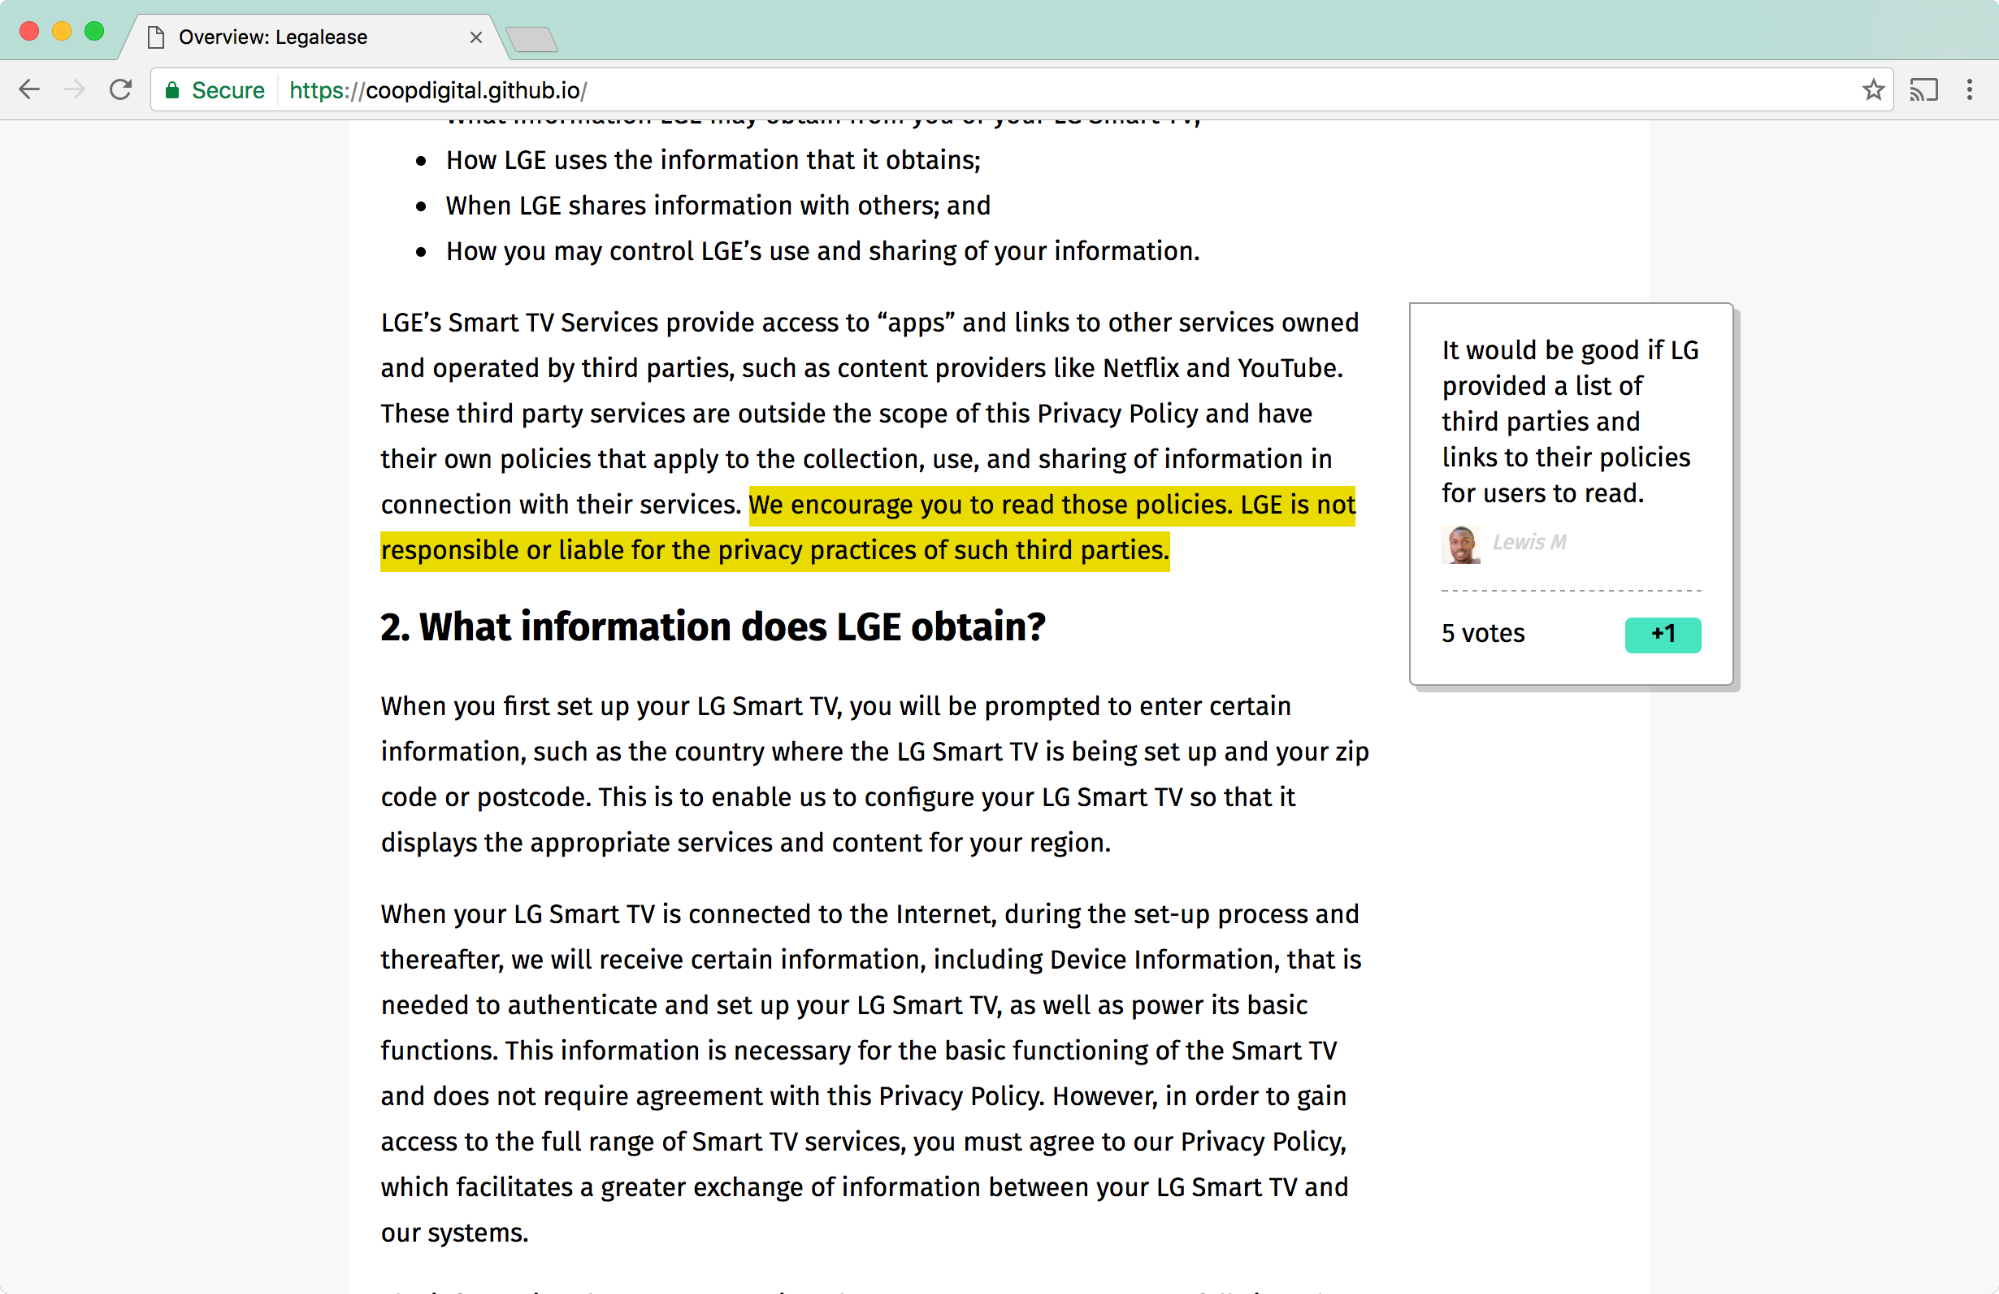 Overview: Legalease
Secure
https://coopdigital.github.io/
What information LGE may obtain from you or your LG Smart TV;
How LGE uses the information that it obtains;
When LGE shares information with others; and
How you may control LGE’s use and sharing of your information.
LGE’s Smart TV Services provide access to “apps” and links to other services owned
and operated by third parties, such as content providers like Netflix and YouTube.
These third party services are outside the scope of this Privacy Policy and have
their own policies that apply to the collection, use, and sharing of information in
connection with their services. We encourage you to read those policies. LGE is not
responsible or liable for the privacy practices of such third parties.
It would be good if LG
provided a list of
third parties and
links to their policies
for users to read.
Lewis M
5 votes
+1
2. What information does LGE obtain?
When you first set up your LG Smart TV, you will be prompted to enter certain
information, such as the country where the LG Smart TV is being set up and your zip
code or postcode. This is to enable us to configure your LG Smart TV so that it
displays the appropriate services and content for your region.
When your LG Smart TV is connected to the Internet, during the set-up process and
thereafter, we will receive certain information, including Device Information, that is
needed to authenticate and set up your LG Smart TV, as well as power its basic
functions. This information is necessary for the basic functioning of the Smart TV
and does not require agreement with this Privacy Policy. However, in order to gain
access to the full range of Smart TV services, you must agree to our Privacy Policy,
which facilitates a greater exchange of information between your LG Smart TV and
our systems.